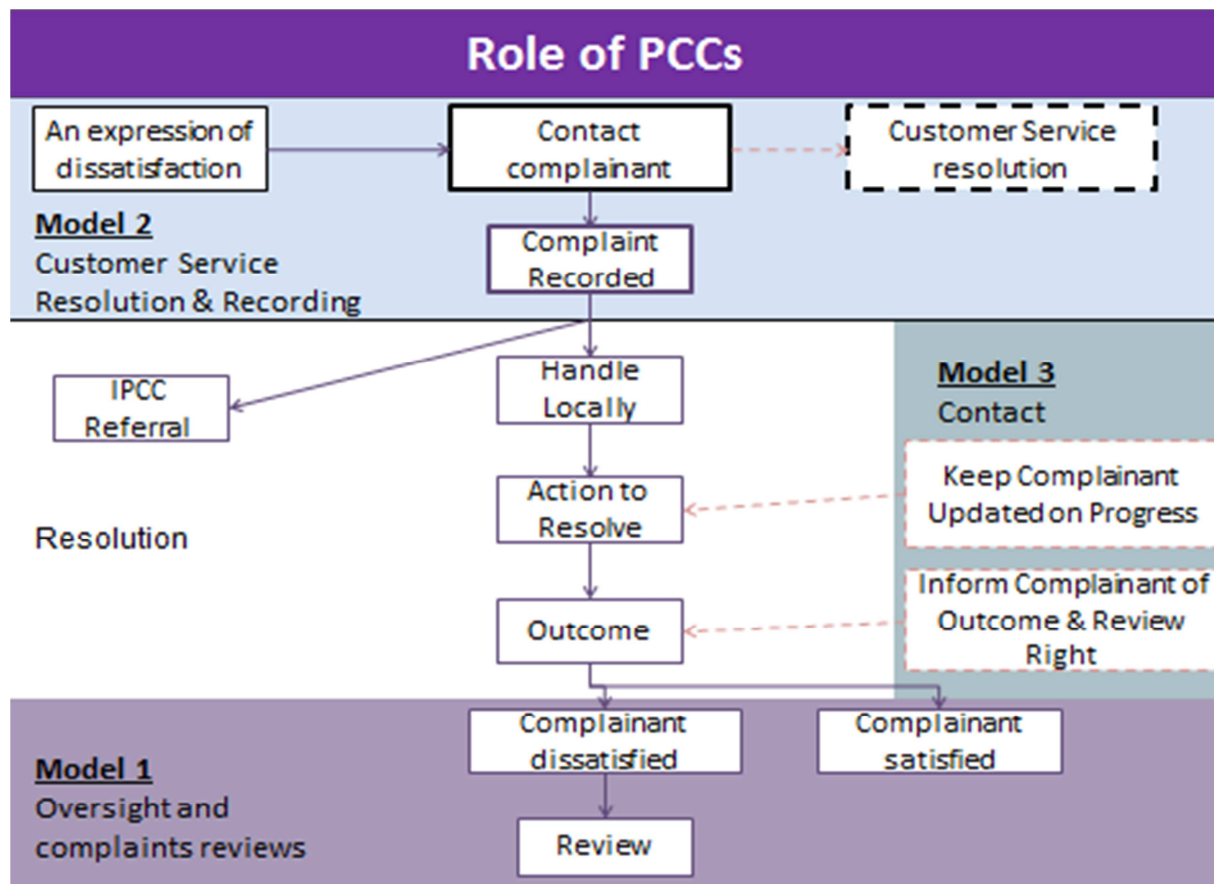 Role of PCCs
An expression of
dissatisfaction
Contact
complainant
Customer Service
resolution
Model 2
Customer Service
Resolution & Recording
Complaint
Recorded
IPCC
Referral
Handle
Locally
Model 3
Contact
Action to
Resolve
Keep Complainant
Updated on Progress
Resolution
Outcome
Inform Complainant of
Outcome & Review
Right
Complainant
dissatisfied
Complainant
satisfied
Model 1
Oversight and
complaints reviews
Review